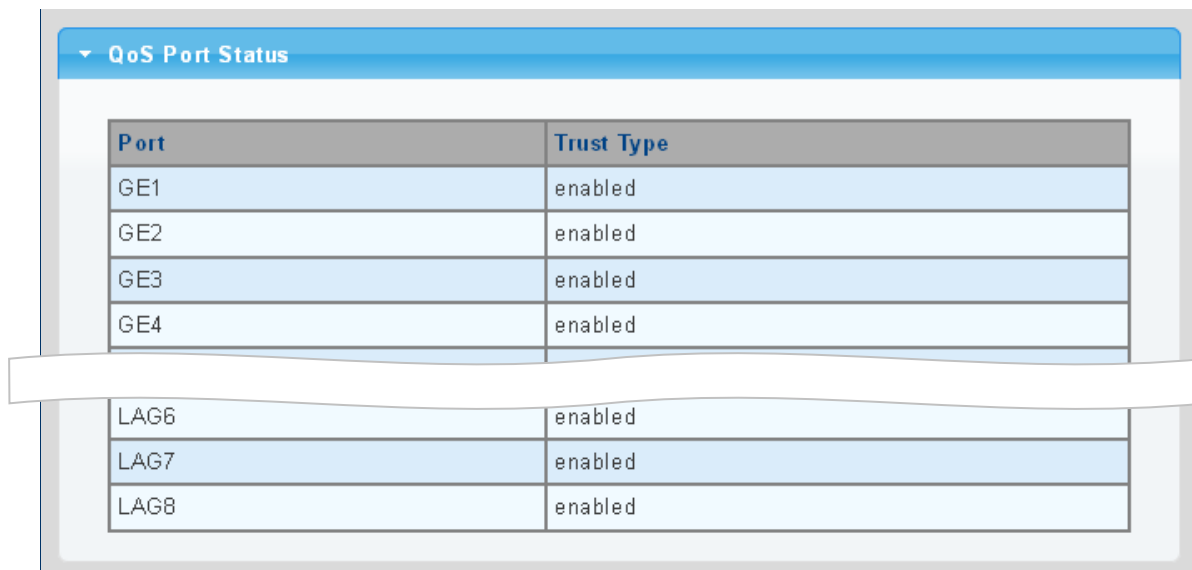 QoS Port Status
Port Trust Type
GE1 enabled
GE2 enabled
GE3 enabled
GE4 enabled
LAG6 enabled
LAG7 enabled
LAG8 enabled